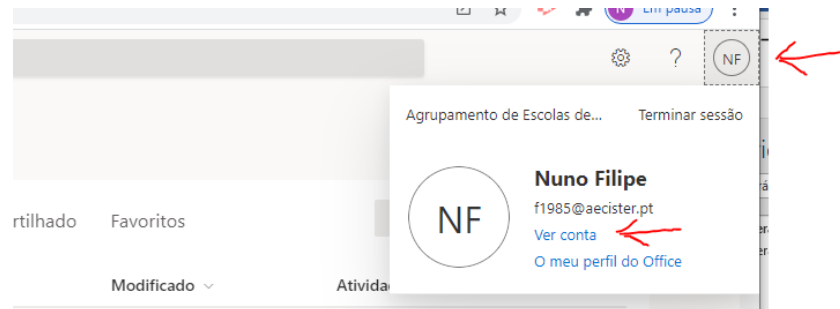 N Em pausa
? NF
Agrupamento de Escolas de... Terminar sessão
NF
Nuno Filipe
f1985@aecister.pt
Ver conta
O meu perfil do Office
rtilhado Favoritos
Modificado Ativida